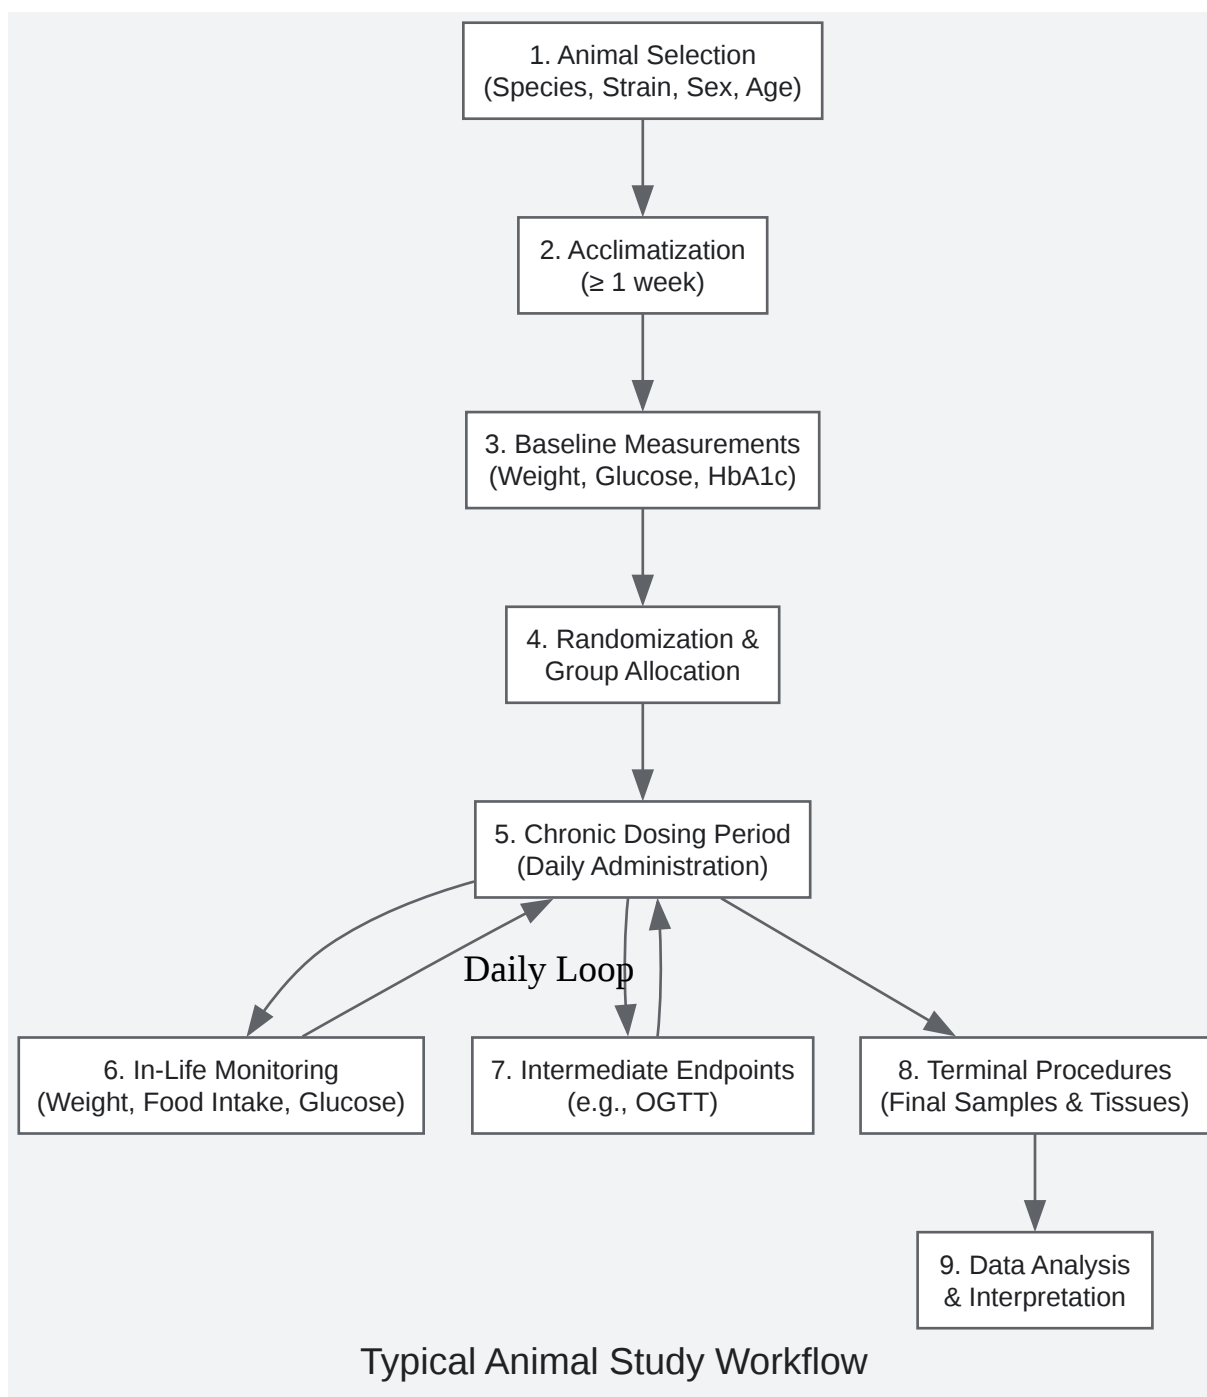 1. Animal Selection
(Species, Strain, Sex, Age)
2. Acclimatization
(≥ 1 week)
3. Baseline Measurements
(Weight, Glucose, HbA1c)
4. Randomization &
Group Allocation
5. Chronic Dosing Period
(Daily Administration)
Daily Loop
6. In-Life Monitoring
(Weight, Food Intake, Glucose)
7. Intermediate Endpoints
(e.g., OGTT)
8. Terminal Procedures
(Final Samples & Tissues)
9. Data Analysis
& Interpretation
Typical Animal Study Workflow